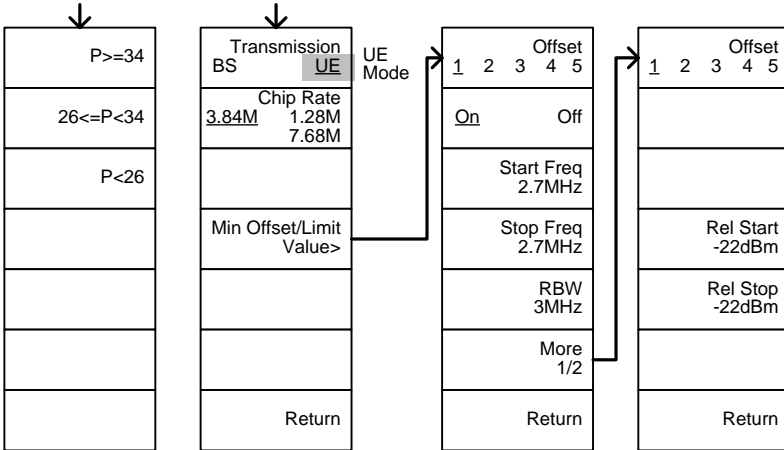 P>=34
26<=P<34
P<26
Transmission
BS UE
UE
Mode
Chip Rate
3.84M 1.28M
7.68M
Min Offset/Limit
Value>
Return
Offset
1 2 3 4 5
On Off
Start Freq
2.7MHz
Stop Freq
2.7MHz
RBW
3MHz
More
1/2
Return
Offset
1 2 3 4 5
Rel Start
-22dBm
Rel Stop
-22dBm
Return